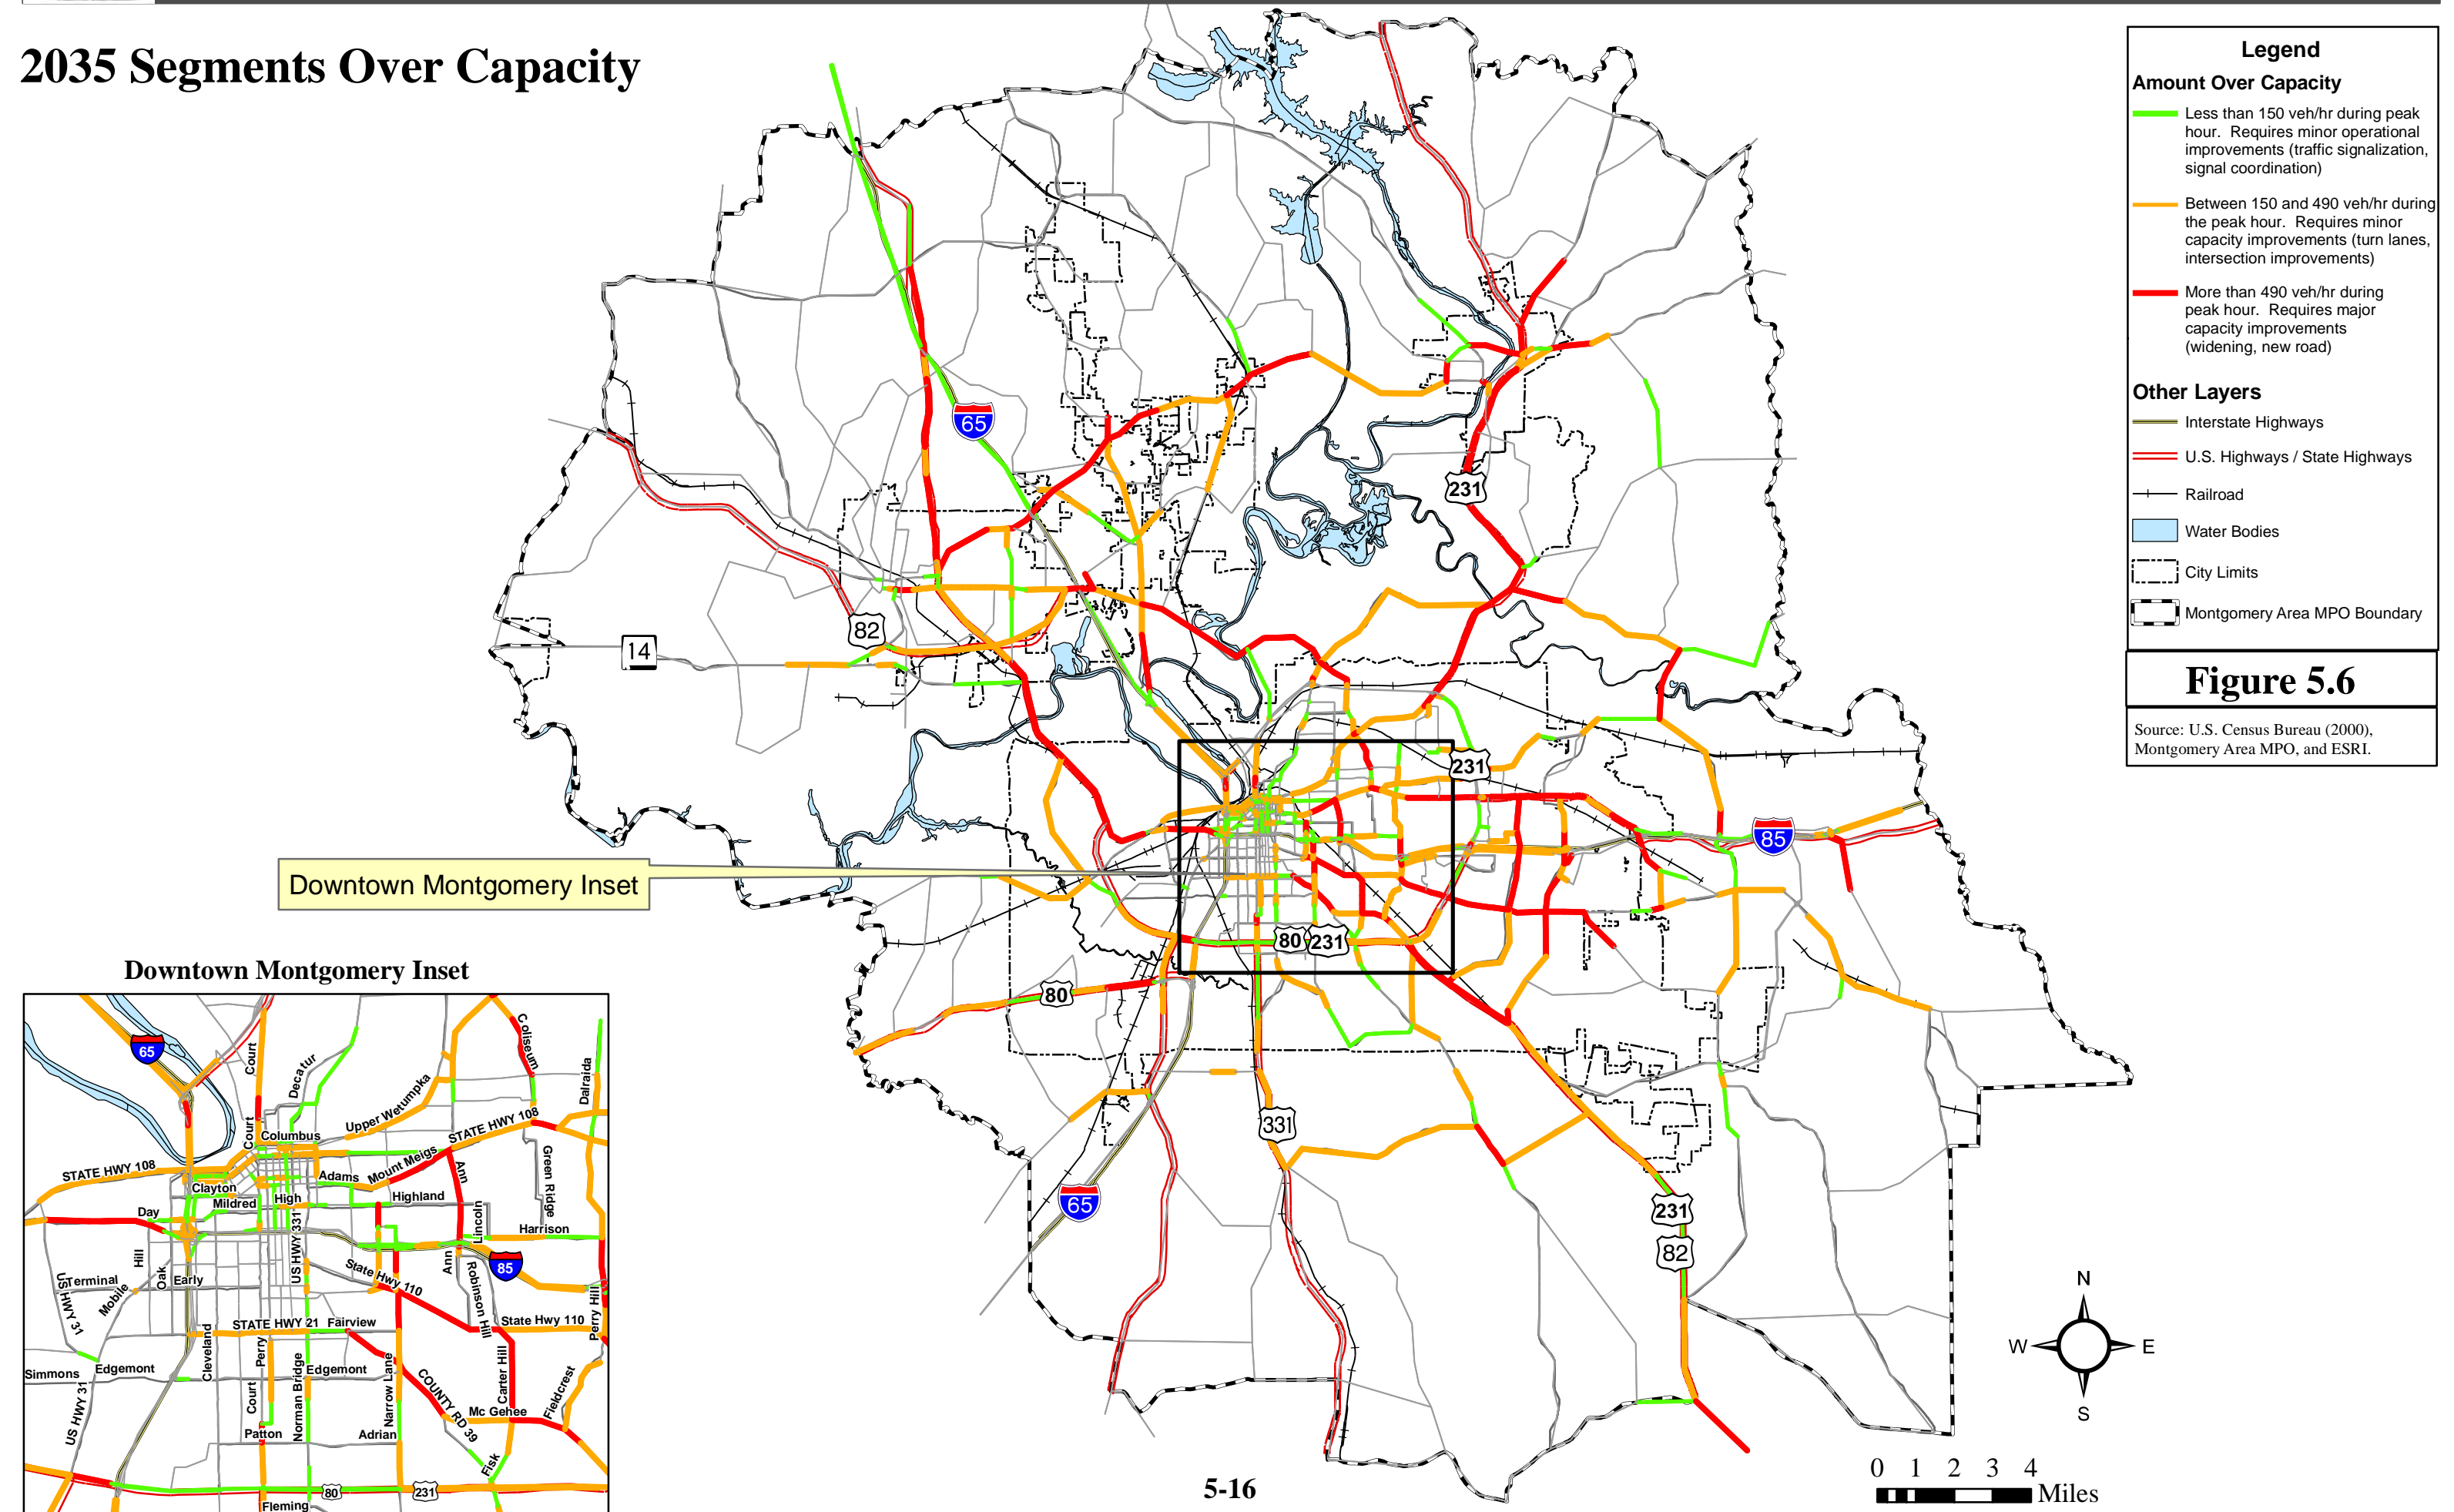 2035 Segments Over Capacity
Legend
Amount Over Capacity
Less than 150 veh/hr during peak
hour. Requires minor operational
improvements (traffic signalization,
signal coordination)
Between 150 and 490 veh/hr during
the peak hour. Requires minor
capacity improvements (turn lanes,
intersection improvements)
More than 490 veh/hr during
peak hour. Requires major
capacity improvements
(widening, new road)
Other Layers
Interstate Highways
U.S. Highways / State Highways
Railroad
Water Bodies
City Limits
Montgomery Area MPO Boundary
Figure 5.6
Source: U.S. Census Bureau (2000),
Montgomery Area MPO, and ESRI.
65
231
82
14
231
85
Downtown Montgomery Inset
80
231
80
331
65
231
82
Downtown Montgomery Inset
65
Court
Decatur
Coliseum
Dalraida
Upper Wetumpka
Court
Columbus
STATE HWY 108
STATE HWY 108
Mount Meigs
Adams
Ann
Green Ridge
Clayton
Mildred
High
Highland
Day
US HWY 331
Lincoln
Harrison
Hill
Oak
Early
Terminal
US HWY 31
Mobile
State Hwy 110
Ann
Robinson Hill
85
Perry Hill
STATE HWY 21
Fairview
State Hwy 110
Cleveland
Perry
Simmons
Edgemont
Edgemont
Norman Bridge
Narrow Lane
COUNTY RD 39
Carter Hill
Fieldcrest
US HWY 31
Court
Mc Gehee
Patton
Adrian
Fisk
80
231
Fleming
N
W
E
S
0 1 2 3 4
Miles
5-16